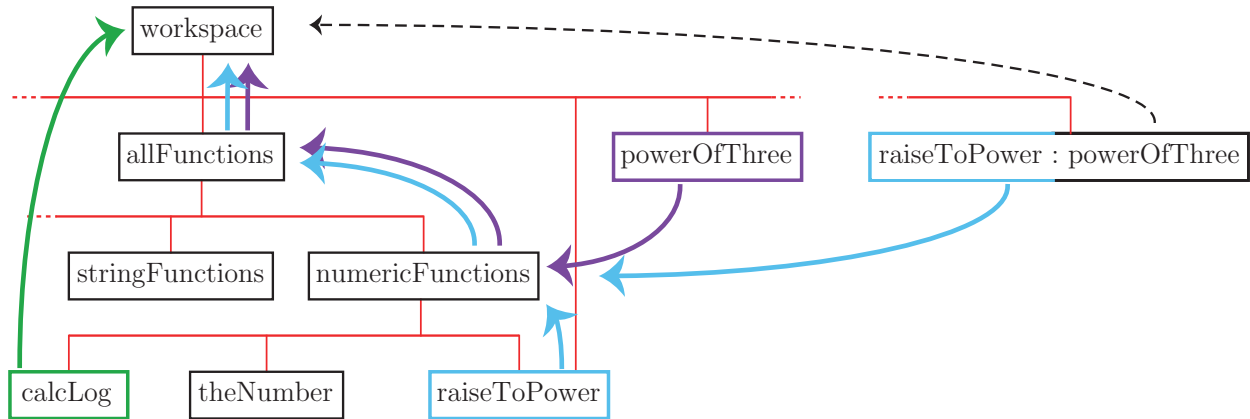 workspace
allFunctions
powerOfThree
raiseToPower : powerOfThree
stringFunctions
numericFunctions
calcLog
theNumber
raiseToPower